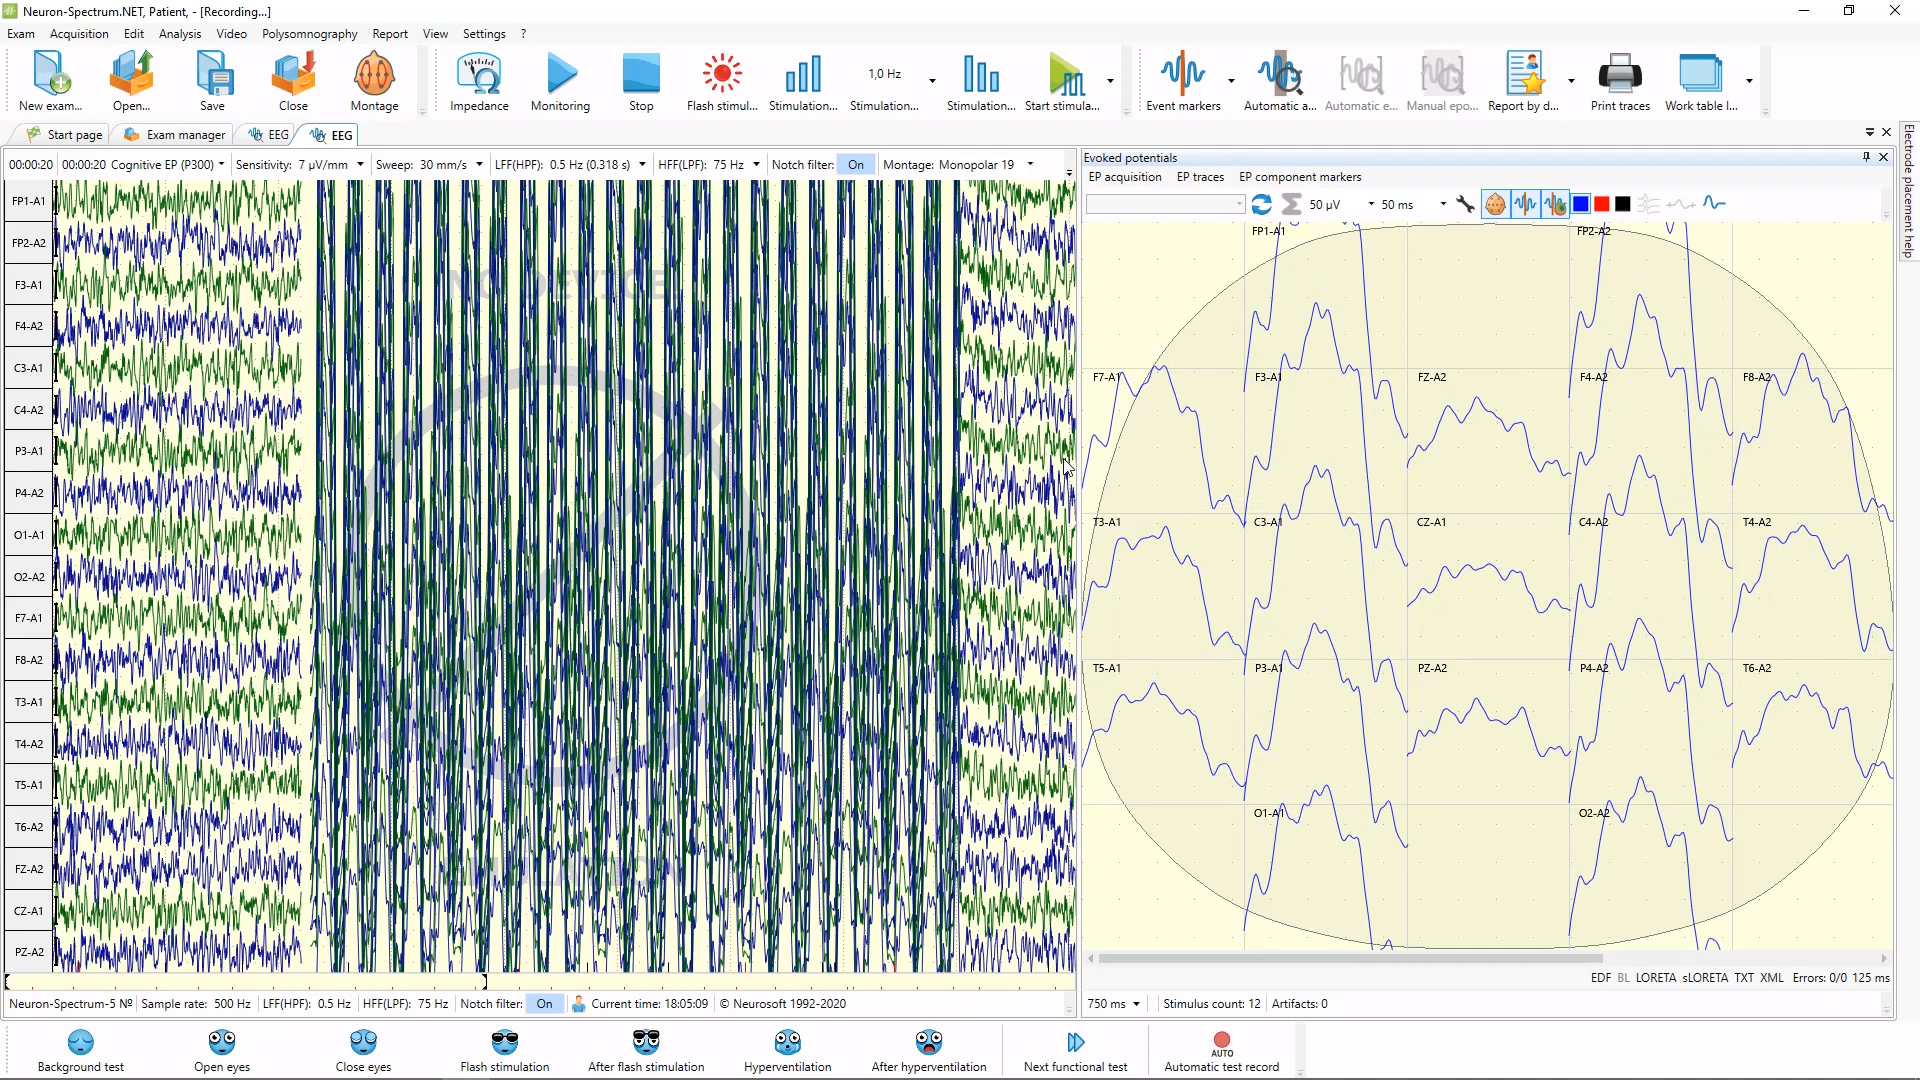 Neuron-Spectrum.NET, Patient, - [Recording...]
Exam Acquisition Edit Analysis Video Polysomnography Report View Settings ?
New exam... Open... Save Close Montage Impedance Monitoring Stop Flash stimul... Stimulation... 1,0 Hz Stimulation... Stimulation... Start stimula... Event markers Automatic a... Automatic e... Manual epo... Report by d... Print traces Work table l...
Start page Exam manager EEG EEG
Electrode placement help
00:00:20 00:00:20 Cognitive EP (P300) Sensitivity: 7 µV/mm Sweep: 30 mm/s LFF(HPF): 0.5 Hz (0.318 s) HFF(LPF): 75 Hz Notch filter: On Montage: Monopolar 19
FP1-A1
FP2-A2
F3-A1
F4-A2
C3-A1
C4-A2
P3-A1
P4-A2
O1-A1
O2-A2
F7-A1
F8-A2
T3-A1
T4-A2
T5-A1
T6-A2
FZ-A2
CZ-A1
PZ-A2
NO DEVICE
Evoked potentials
EP acquisition EP traces EP component markers
50 µV 50 ms
FP1-A1 FP2-A2
F7-A1 F3-A1 FZ-A2 F4-A2 F8-A2
T3-A1 C3-A1 CZ-A1 C4-A2 T4-A2
T5-A1 P3-A1 PZ-A2 P4-A2 T6-A2
O1-A1 O2-A2
EDF BL LORETA sLORETA TXT XML Errors: 0/0 125 ms
750 ms Stimulus count: 12 Artifacts: 0
Neuron-Spectrum-5 № Sample rate: 500 Hz LFF(HPF): 0.5 Hz HFF(LPF): 75 Hz Notch filter: On Current time: 18:05:09 © Neurosoft 1992-2020
Background test Open eyes Close eyes Flash stimulation After flash stimulation Hyperventilation After hyperventilation Next functional test AUTO Automatic test record